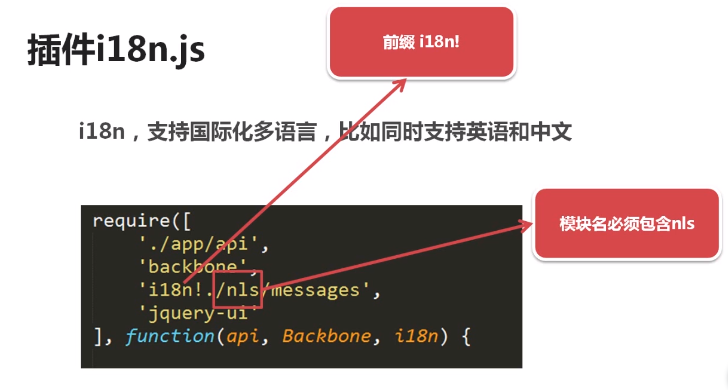 插件i18n.js
前缀 i18n!
i18n，支持国际化多语言，比如同时支持英语和中文
模块名必须包含nls
require([
'./app/api',
'backbone',
'i18n!./nls/messages',
'jquery-ui'
], function(api, Backbone, i18n) {